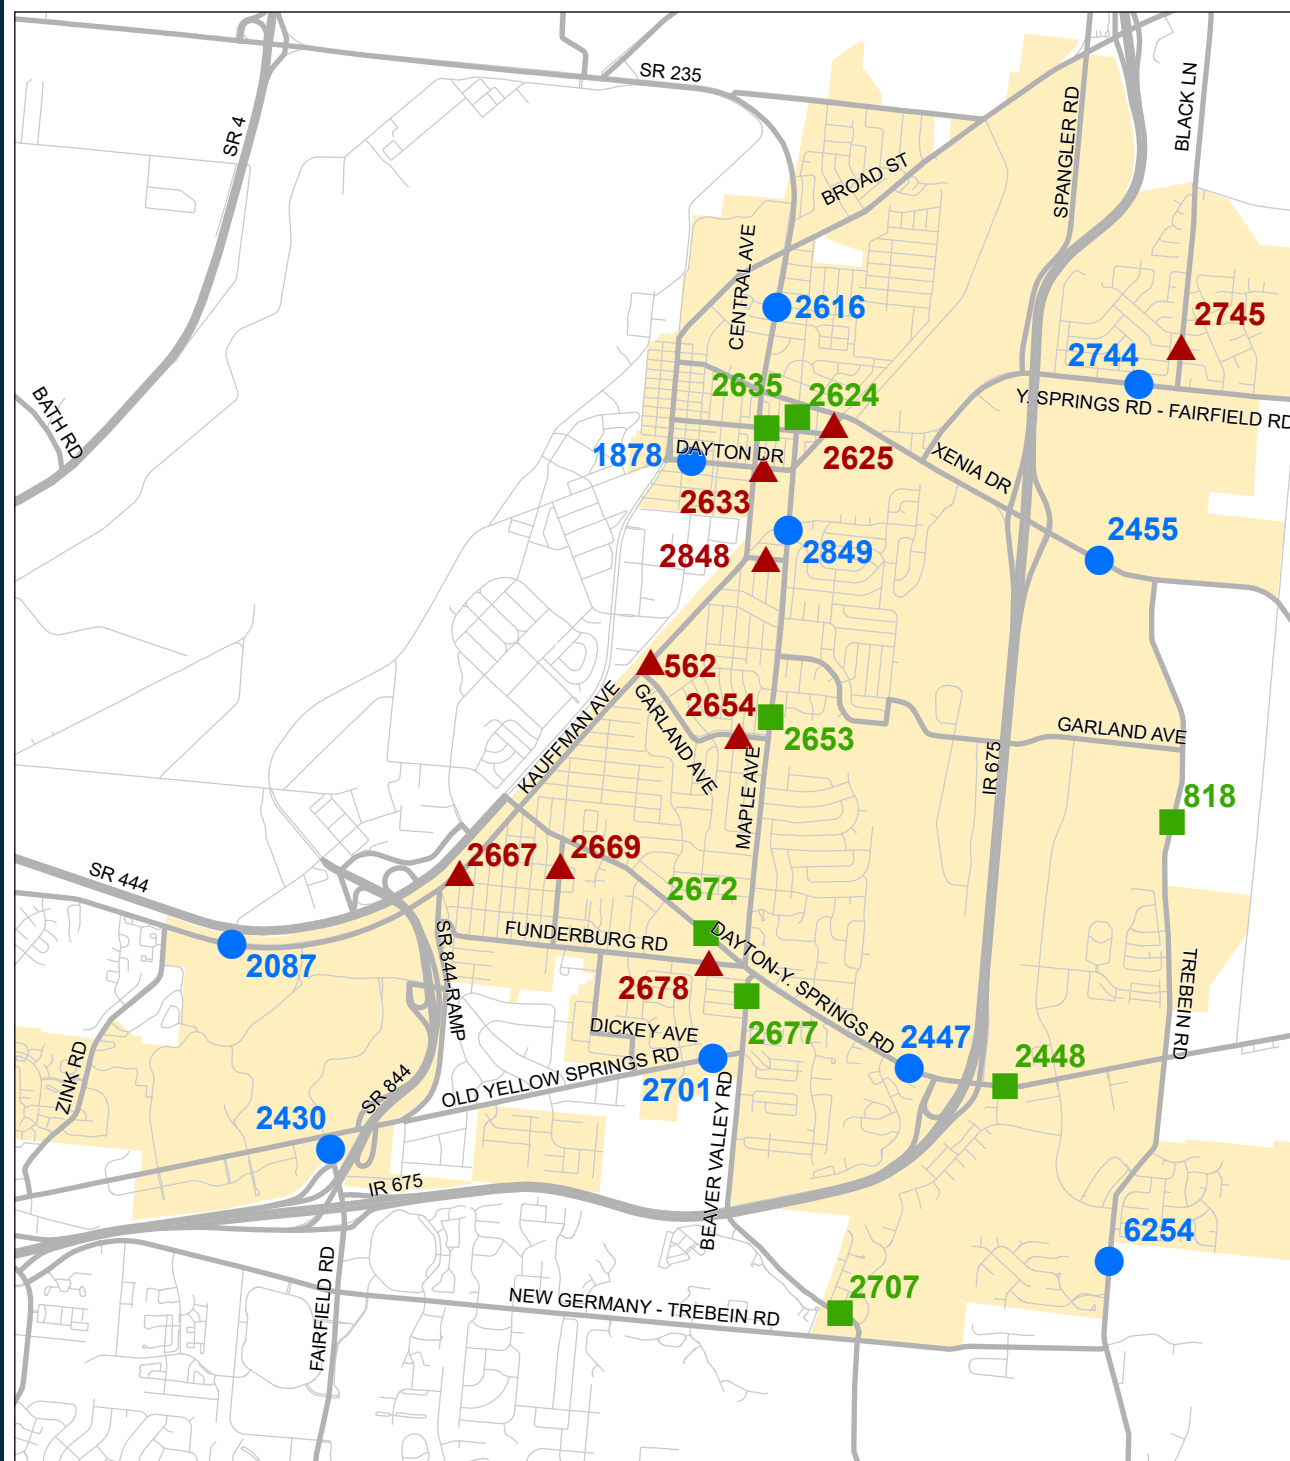 SR 235
SR 4
SPANGLER RD
BLACK LN
BROAD ST
CENTRAL AVE
2616
2745
2744
2635
2624
Y. SPRINGS RD - FAIRFIELD RD
BATH RD
1878
DAYTON DR
2625
XENIA DR
2633
2455
2848
2849
562
KAUFFMAN AVE
GARLAND AVE
2654
2653
GARLAND AVE
MAPLE AVE
IR 675
818
2667
2669
SR 444
2672
SR 844-RAMP
FUNDERBURG RD
DAYTON-Y. SPRINGS RD
2087
2678
TREBEIN RD
2677
DICKEY AVE
2447
2448
ZINK RD
SR 844
OLD YELLOW SPRINGS RD
2701
2430
BEAVER VALLEY RD
IR 675
6254
FAIRFIELD RD
2707
NEW GERMANY - TREBEIN RD